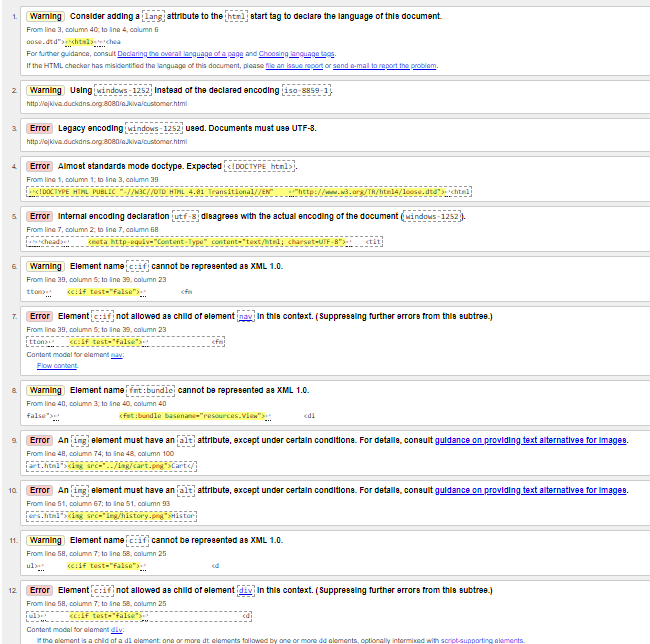 1. Warning Consider adding a lang attribute to the html start tag to declare the language of this document.
From line 3, column 40; to line 4, column 6
oose.dtd">↩<html>↩ ↩<hea
For further guidance, consult Declaring the overall language of a page and Choosing language tags.
If the HTML checker has misidentified the language of this document, please file an issue report or send e-mail to report the problem.
2. Warning Using windows-1252 instead of the declared encoding iso-8859-1.
http://ejkiva.duckdns.org:8080/eJkiva/customer.html
3. Error Legacy encoding windows-1252 used. Documents must use UTF-8.
http://ejkiva.duckdns.org:8080/eJkiva/customer.html
4. Error Almost standards mode doctype. Expected <!DOCTYPE html>.
From line 1, column 1; to line 3, column 39
↩<!DOCTYPE HTML PUBLIC "-//W3C//DTD HTML 4.01 Transitional//EN" ↩"http://www.w3.org/TR/html4/loose.dtd">↩<html
5. Error Internal encoding declaration utf-8 disagrees with the actual encoding of the document (windows-1252).
From line 7, column 2; to line 7, column 68
↩<head>↩ <meta http-equiv="Content-Type" content="text/html; charset=UTF-8">↩ <tit
6. Warning Element name c:if cannot be represented as XML 1.0.
From line 39, column 5; to line 39, column 23
tton>↩ <c:if test="false">↩ <fm
7. Error Element c:if not allowed as child of element nav in this context. (Suppressing further errors from this subtree.)
From line 39, column 5; to line 39, column 23
tton>↩ <c:if test="false">↩ <fm
Content model for element nav:
Flow content.
8. Warning Element name fmt:bundle cannot be represented as XML 1.0.
From line 40, column 3; to line 40, column 40
false">↩ <fmt:bundle basename="resources.View">↩ <di
9. Error An img element must have an alt attribute, except under certain conditions. For details, consult guidance on providing text alternatives for images.
From line 48, column 74; to line 48, column 100
art.html"><img src="../img/cart.png">Cart</
10. Error An img element must have an alt attribute, except under certain conditions. For details, consult guidance on providing text alternatives for images.
From line 51, column 67; to line 51, column 93
ers.html"><img src="img/history.png">Histor
11. Warning Element name c:if cannot be represented as XML 1.0.
From line 58, column 7; to line 58, column 25
ul>↩ <c:if test="false">↩ <d
12. Error Element c:if not allowed as child of element div in this context. (Suppressing further errors from this subtree.)
From line 58, column 7; to line 58, column 25
ul>↩ <c:if test="false">↩ <d
Content model for element div:
If the element is a child of a dl element: one or more dt elements followed by one or more dd elements, optionally intermixed with script-supporting elements.